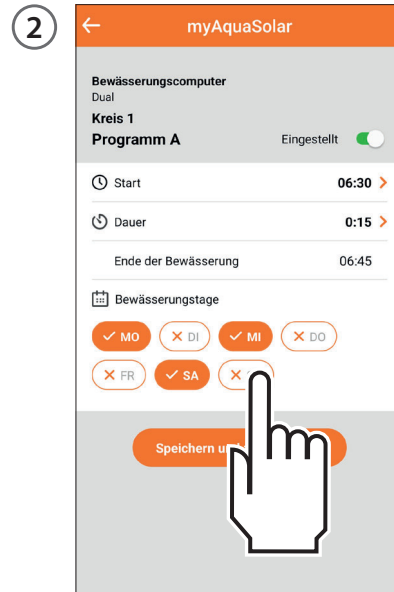 2
myAquaSolar
Bewässerungscomputer
Dual
Kreis 1
Programm A Eingestellt
Start 06:30
Dauer 0:15
Ende der Bewässerung 06:45
Bewässerungstage
MO DI MI DO
FR SA
Speichern